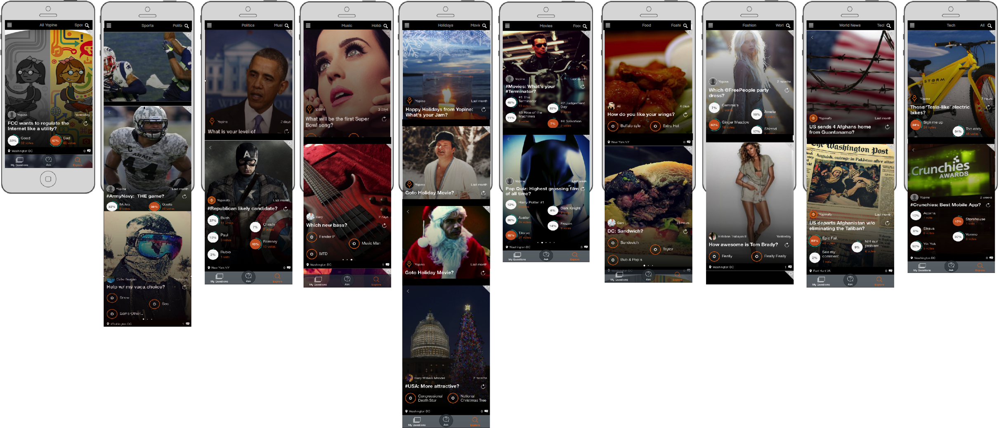 All Yopine
Spor
Yopine
Yesterday
FCC wants to regulate the
Internet like a utility?
33%
Good
32 votes
67%
Bad
65 votes
Washington DC
0
My Questions
Ask
Explore
Sports
Politic
C
ARMY
44
Yopine
Last month
#ArmyNavy: THE game?
32%
Mules
9 votes
68%
Goats
19 votes
Callie Reagan
Yesterday
Help w/ my vaca choice?
Snow
Sea
Some Other...
Washington DC
1
Politics
Musi
Yopine
2 days
What is your level of
A
Yopinefo
Last month
#Republican likely candidate?
37%
Bush
11 votes
7%
Christy
2 votes
10%
Paul
3 votes
43%
Romney
13 votes
3%
Rubio
1 vote
New York NY
0
My Questions
Ask
Explore
Music
Holid
Yopine
3 days
What will be the first Super
Bowl song?
Gary
2 days
Which new bass?
Fender P
Music Man
MTD
Washington DC
1
My Questions
Ask
Explore
Holidays
Movie
Yopine
Last month
Happy Holidays from Yopine:
What's your Jam?
Yopine
Last month
Goto Holiday Movie?
Yopine
Last month
Goto Holiday Movie?
Gary William Mendel
2 months
#USA: More attractive?
Congressional
Death Star
National
Christmas Tree
Washington DC
0
My Questions
Ask
Explore
Movies
Food
Yopine
Last month
#Movies: What's your
#Terminator?
48%
#1 The
Terminator
13 votes
33%
#2 Judgement
Day
9 votes
11%
#3 Rise of the
Machines
3 votes
7%
#4 Salvation
2 votes
Yopine
Last week
Pop Quiz: Highest grossing film
of all time?
12%
Harry Potter #1
6%
Dark Knight
36%
Avatar
24 votes
14%
Frozen
9 votes
32%
Titanic
21 votes
Washington DC
3
My Questions
Ask
Explore
Food
Fashi
Ali
4 days
How do you like your wings?
Buffalo syle
Extra Hot
New York NY
0
Gary
23 hours
DC: Sandwich?
Sundevich
Taylor
Bub & Pop's
Washington DC
0
My Questions
Ask
Explore
Fashion
Worl
Yopine
2 months
Which @FreePeople party
dress?
7%
Gemma's
2 votes
10%
Amelie
3 votes
60%
Ginger Meadow
18 votes
17%
Shirred
Esteban Trabajos II
Yesterday
How awesome is Tom Brady?
Really
Really Really
Washington DC
1
World News
Tecl
Yopinefo
Last month
US sends 4 Afghans home
from Guantanamo?
The Washington Post
Anguish, outrage in Pakistan after attac
Yopinefo
Last month
US departs Afghanistan w/o
eliminating the Taliban?
89%
Epic Fail.
40 votes
9%
Not our
problem...
4 votes
2%
See my
comment
1 vote
Fort Hunt VA
0
My Questions
Ask
Explore
Tech
All
STORM
Yopine
7 hours
These 'Tesla-like' electric
bikes?
34%
Sign me up
24 votes
64%
Too early
45 votes
Crunchies
AWARDS
Yopine
2 weeks
#Crunchies: Best Mobile App?
10%
Acorns
1 vote
10%
Storehouse
1 vote
0%
Strava
0 votes
30%
Venmo
3 votes
50%
Yik Yak
5 votes
Washington DC
0
My Questions
Ask
Explore